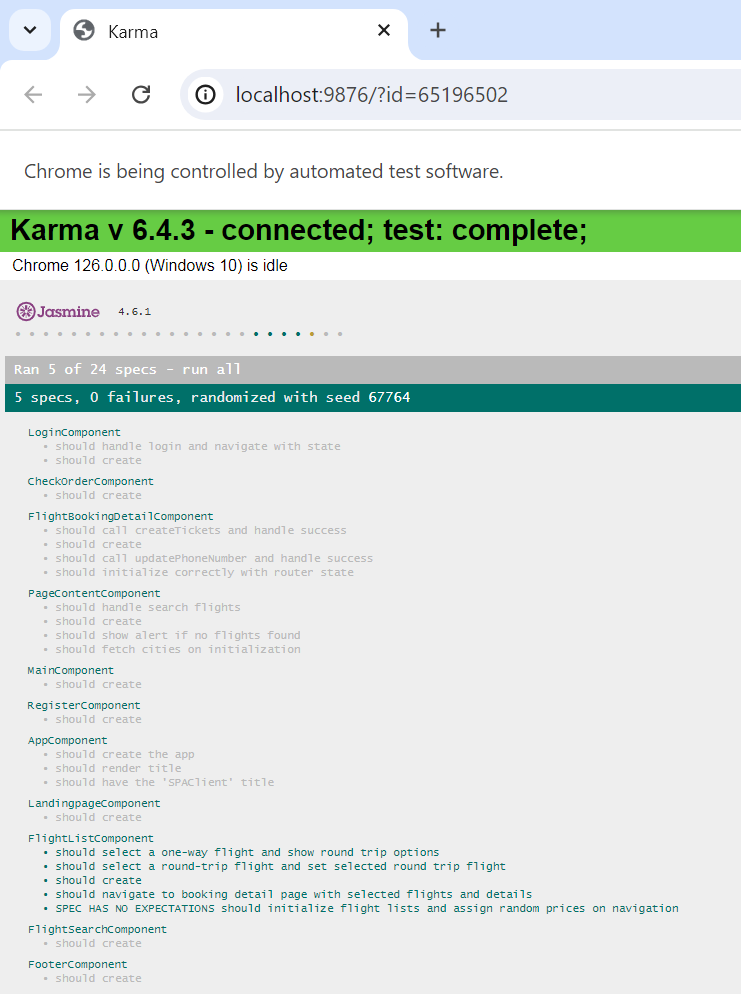 Karma
localhost:9876/?id=65196502
Chrome is being controlled by automated test software.
Karma v 6.4.3 - connected; test: complete;
Chrome 126.0.0.0 (Windows 10) is idle
Jasmine 4.6.1
Ran 5 of 24 specs - run all
5 specs, 0 failures, randomized with seed 67764
LoginComponent
• should handle login and navigate with state
• should create
CheckOrderComponent
• should create
FlightBookingDetailComponent
• should call createTickets and handle success
• should create
• should call updatePhoneNumber and handle success
• should initialize correctly with router state
PageContentComponent
• should handle search flights
• should create
• should show alert if no flights found
• should fetch cities on initialization
MainComponent
• should create
RegisterComponent
• should create
AppComponent
• should create the app
• should render title
• should have the 'SPAClient' title
LandingpageComponent
• should create
FlightListComponent
• should select a one-way flight and show round trip options
• should select a round-trip flight and set selected round trip flight
• should create
• should navigate to booking detail page with selected flights and details
• SPEC HAS NO EXPECTATIONS should initialize flight lists and assign random prices on navigation
FlightSearchComponent
• should create
FooterComponent
• should create